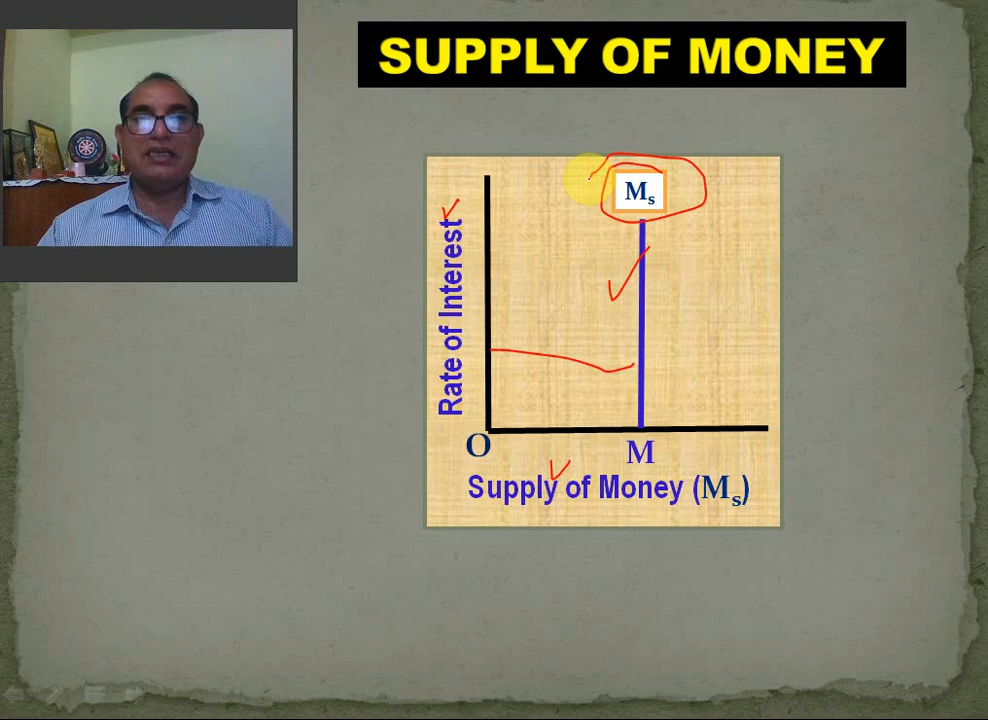 SUPPLY OF MONEY
Ms
Rate of Interest
O
M
Supply of Money (Ms)